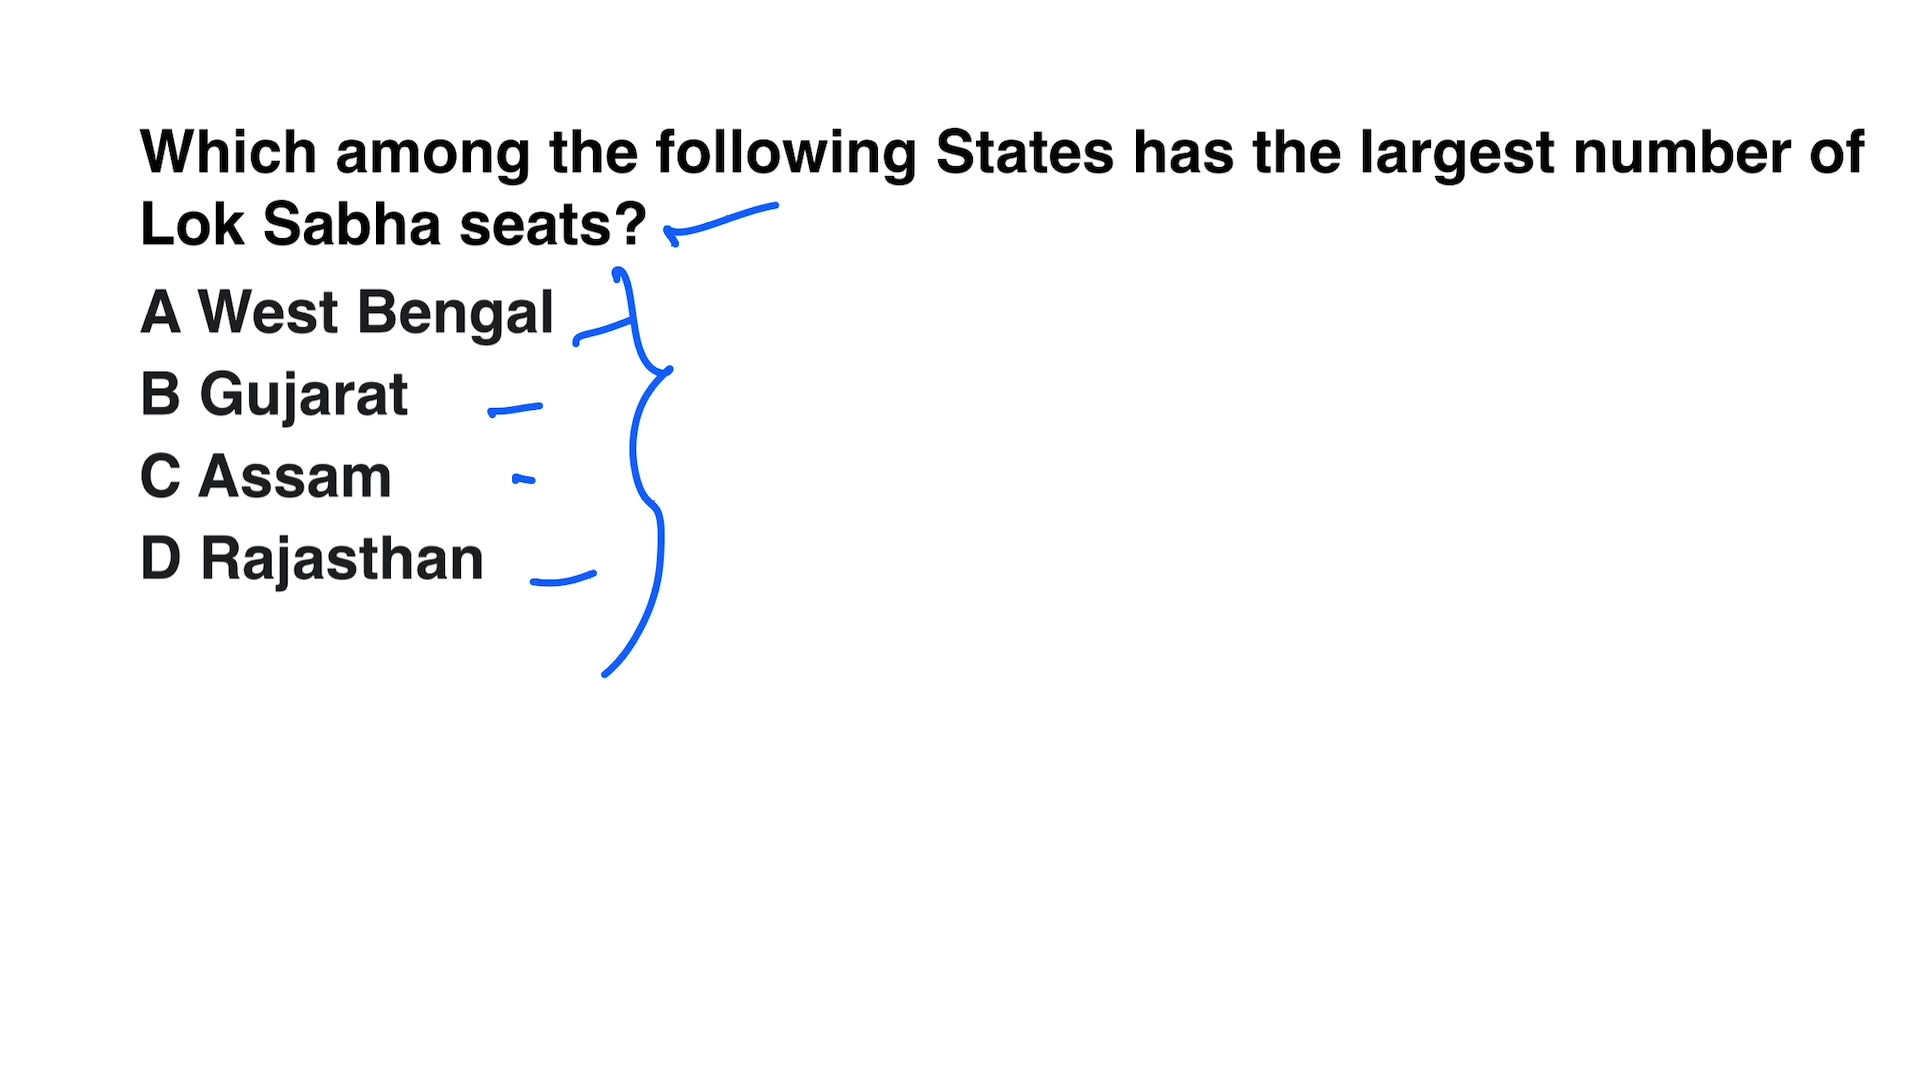 Which among the following States has the largest number of
Lok Sabha seats?
A West Bengal
B Gujarat
C Assam
D Rajasthan